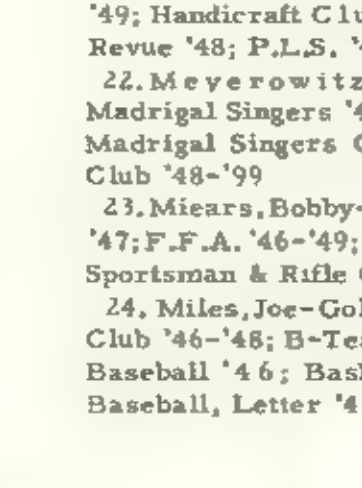 '49; Handicraft Clu
Revue '48; P.L.S. '
22. Meyerowitz
Madrigal Singers '4
Madrigal Singers
Club '48-'99
23. Miears, Bobby-
'47; F.F.A. '46-'49;
Sportsman & Rifle
24. Miles, Joe-Gol
Club '46-'48; B-Tea
Baseball '46; Bask
Baseball, Letter '4